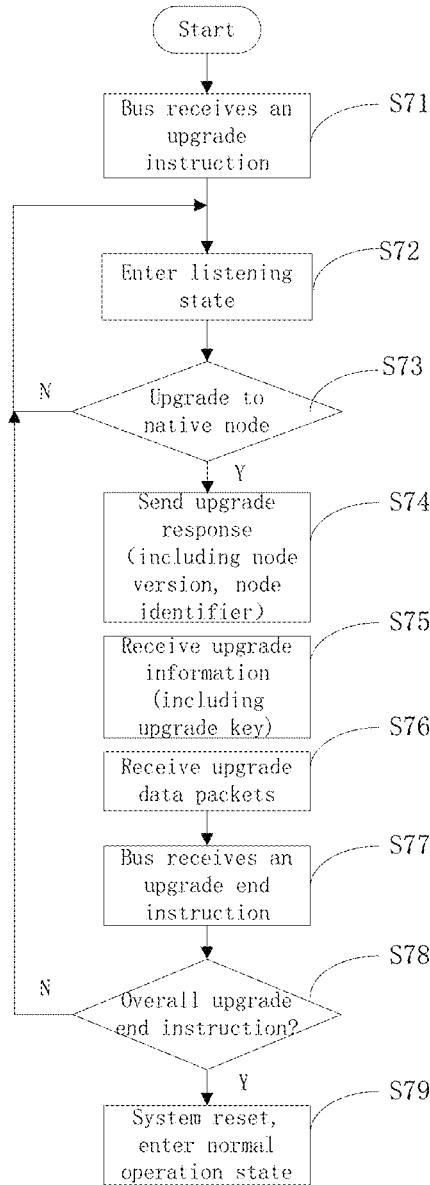 Start
Bus receives an
upgrade
instruction
S71
Enter listening
state
S72
Upgrade to
native node
S73
N
Y
Send upgrade
response
(including node
version, node
identifier)
S74
Receive upgrade
information
(including
upgrade key)
S75
Receive upgrade
data packets
S76
Bus receives an
upgrade end
instruction
S77
Overall upgrade
end instruction?
S78
N
Y
System reset,
enter normal
operation state
S79